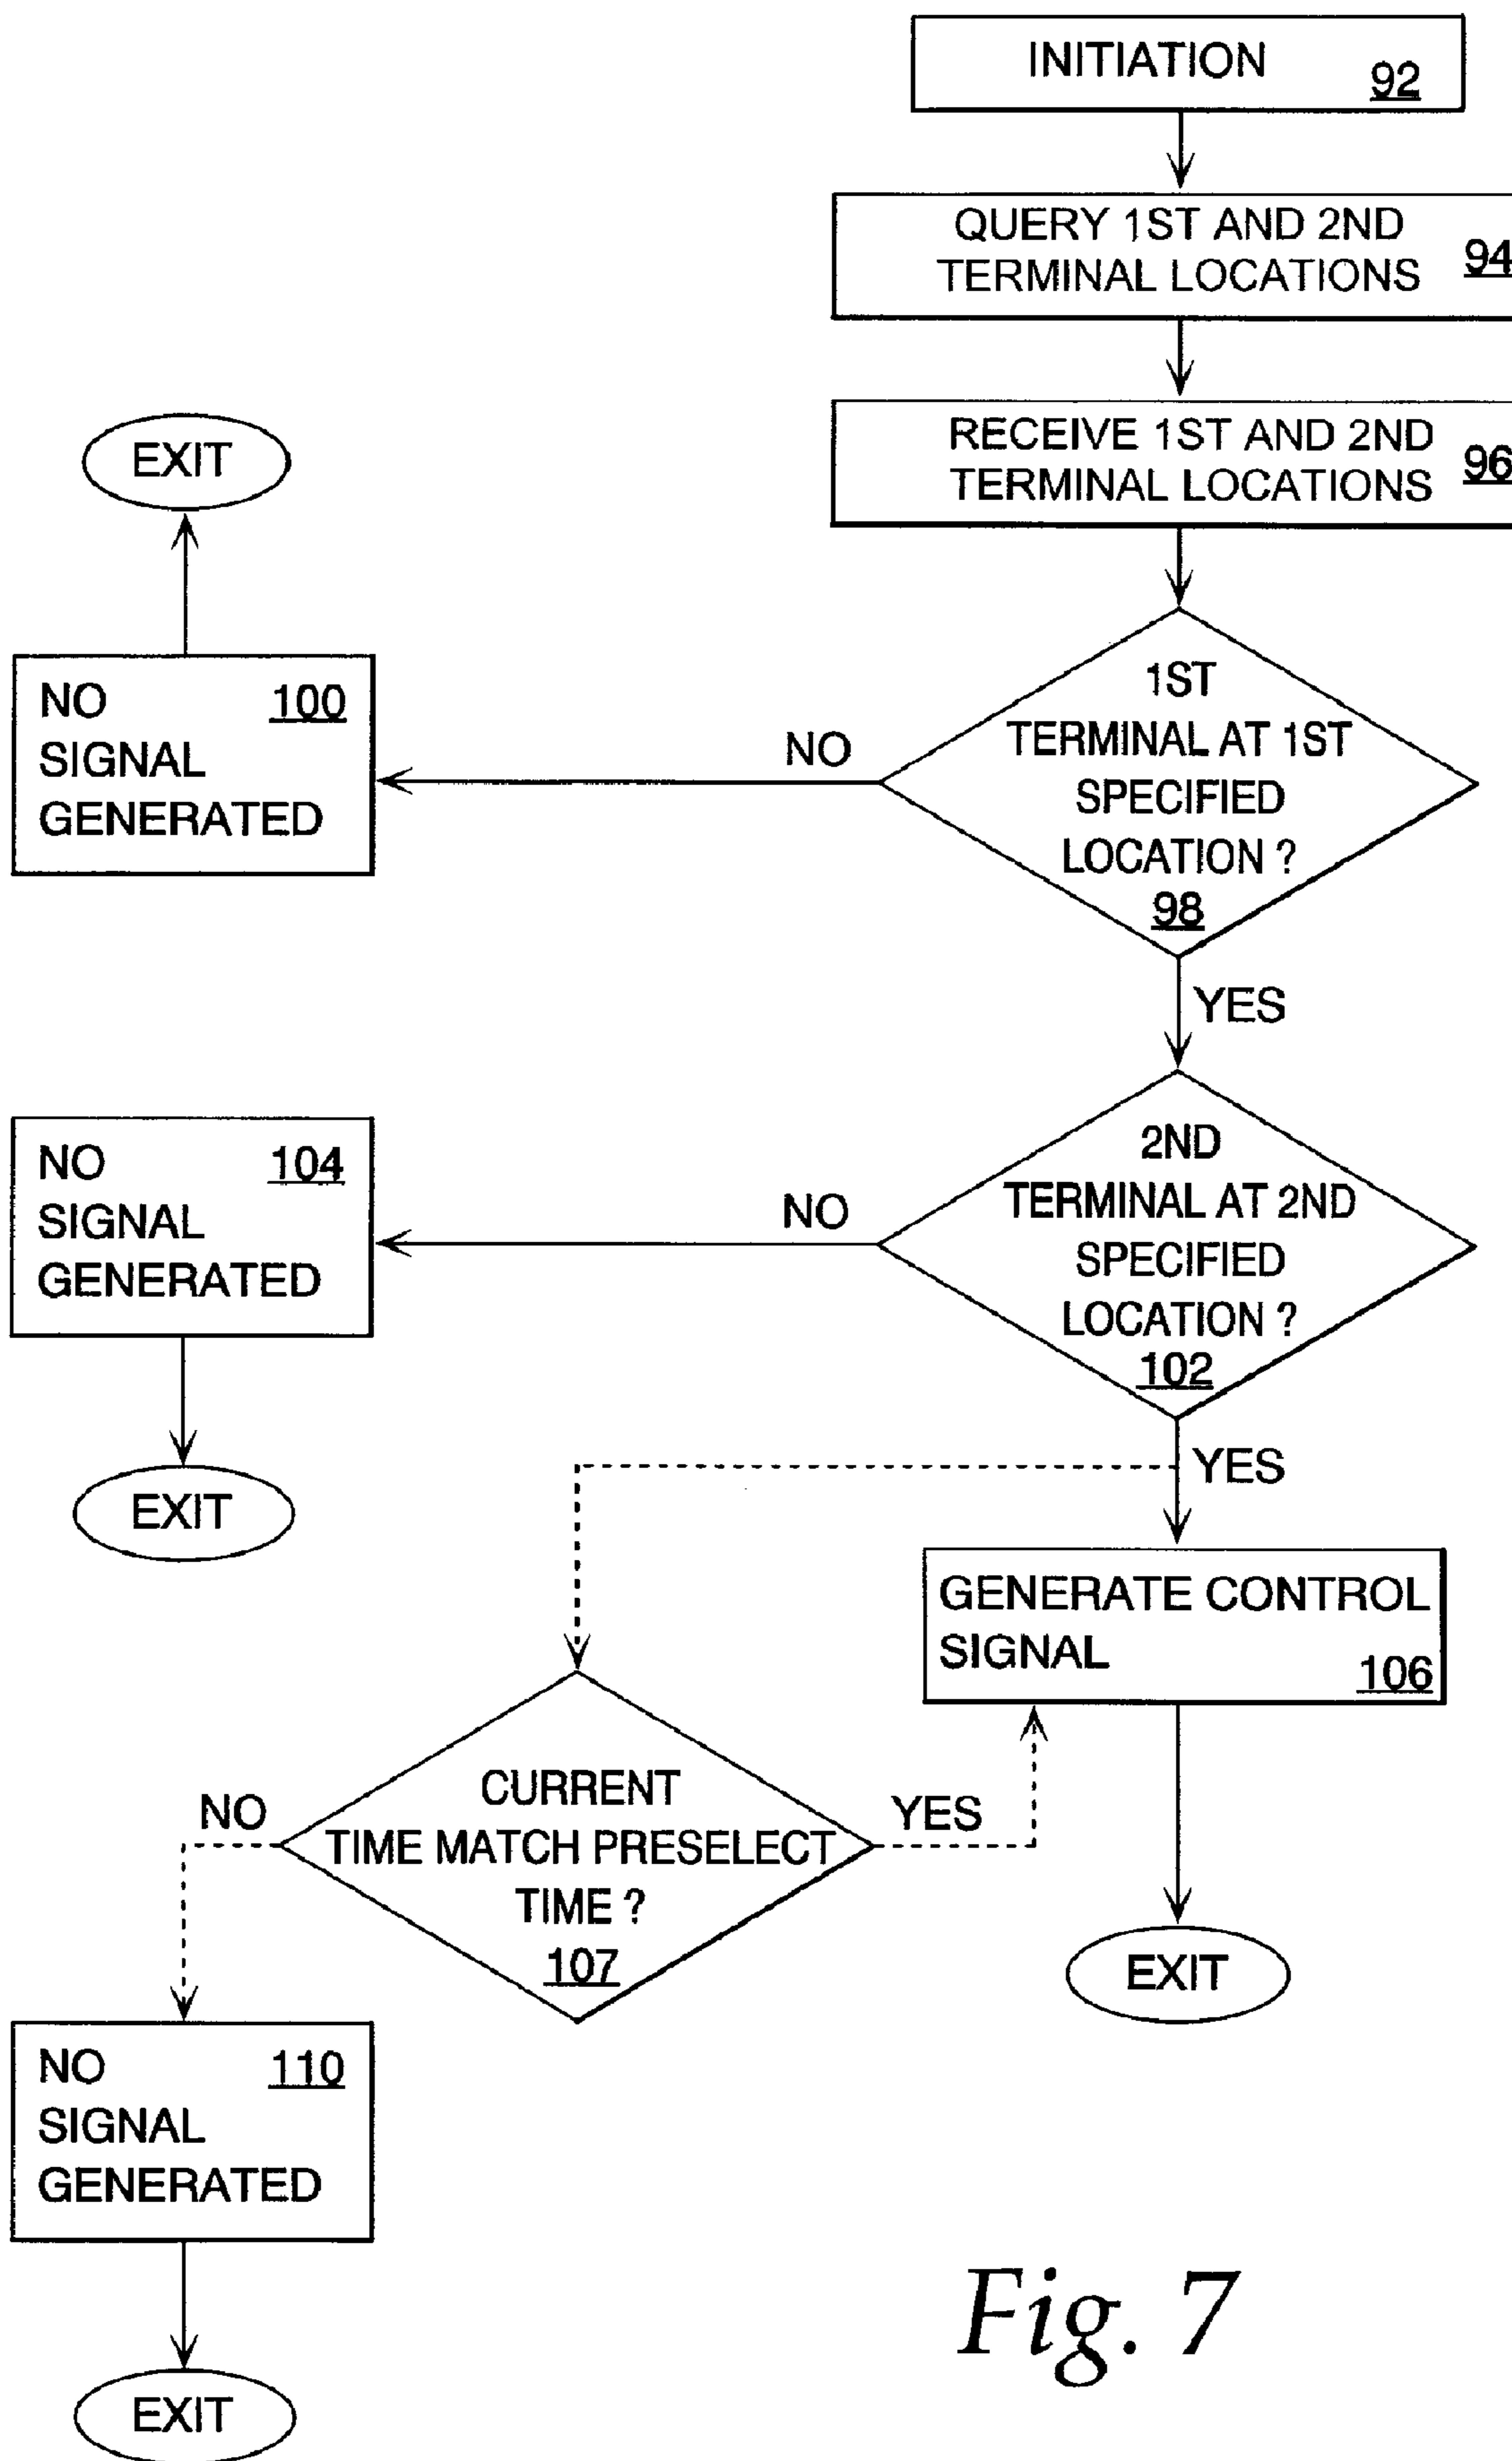 INITIATION 92
QUERY 1ST AND 2ND
TERMINAL LOCATIONS 94
RECEIVE 1ST AND 2ND
TERMINAL LOCATIONS 96
EXIT
1ST
TERMINAL AT 1ST
SPECIFIED
LOCATION ?
98
NO
NO 100
SIGNAL
GENERATED
YES
2ND
TERMINAL AT 2ND
SPECIFIED
LOCATION ?
102
NO
NO 104
SIGNAL
GENERATED
EXIT
YES
GENERATE CONTROL
SIGNAL 106
CURRENT
TIME MATCH PRESELECT
TIME ?
107
NO
YES
EXIT
NO 110
SIGNAL
GENERATED
EXIT
Fig. 7